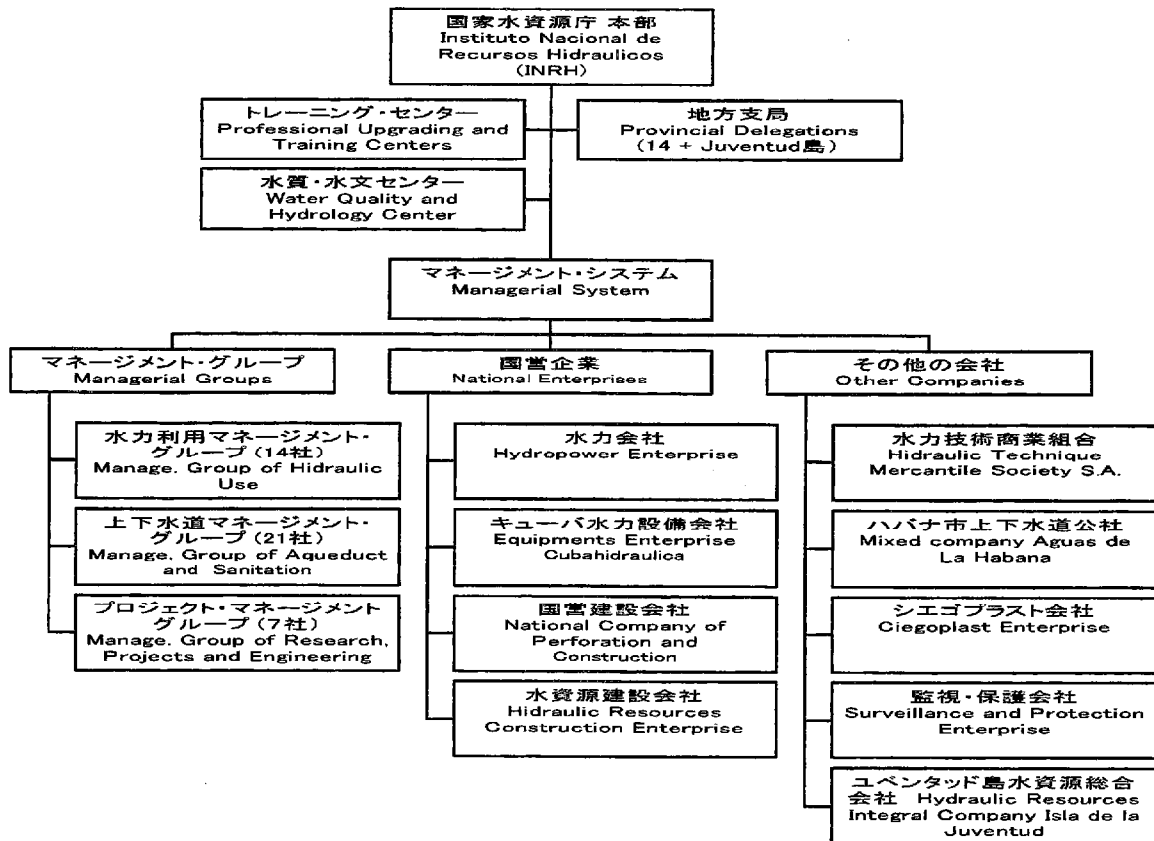 国家水資源庁 本部
Instituto Nacional de
Recursos Hidraulicos
(INRH)
トレーニング・センター
Professional Upgrading and
Training Centers
地方支局
Provincial Delegations
(14 + Juventud島)
水質・水文センター
Water Quality and
Hydrology Center
マネージメント・システム
Managerial System
マネージメント・グループ
Managerial Groups
水力利用マネージメント・
グループ(14社)
Manage. Group of Hidraulic
Use
上下水道マネージメント・
グループ(21社)
Manage. Group of Aqueduct
and Sanitation
プロジェクト・マネージメント
グループ(7社)
Manage. Group of Research,
Projects and Engineering
国営企業
National Enterprises
水力会社
Hydropower Enterprise
キューバ水力設備会社
Equipments Enterprise
Cubahidraulica
国営建設会社
National Company of
Perforation and
Construction
水資源建設会社
Hidraulic Resources
Construction Enterprise
その他の会社
Other Companies
水力技術商業組合
Hidraulic Technique
Mercantile Society S.A.
ハバナ市上下水道公社
Mixed company Aguas de
La Habana
シエゴプラスト会社
Ciegoplast Enterprise
監視・保護会社
Surveillance and Protection
Enterprise
ユベンタッド島水資源総合
会社 Hydraulic Resources
Integral Company Isla de la
Juventud